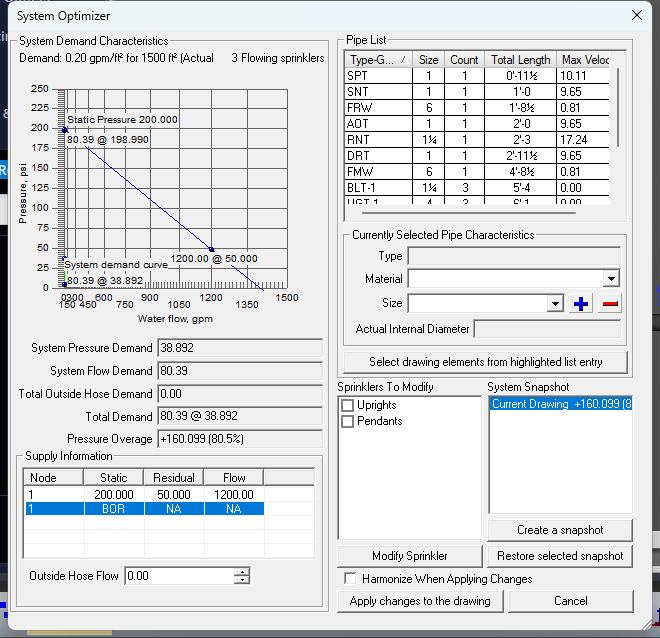 System Optimizer
System Demand Characteristics
Demand: 0.20 gpm/ft² for 1500 ft² (Actual 3 Flowing sprinklers
250
225
200
175
150
125
100
75
50
25
0
Pressure, psi
Static Pressure 200.000
80.39 @ 198.990
1200.00 @ 50.000
System demand curve
80.39 @ 38.892
0 300 600 900 1200 1500
150 450 750 1050 1350
Water flow, gpm
System Pressure Demand 38.892
System Flow Demand 80.39
Total Outside Hose Demand 0.00
Total Demand 80.39 @ 38.892
Pressure Overage +160.099 (80.5%)
Supply Information
Node Static Residual Flow
1 200.000 50.000 1200.00
1 BOR NA NA
Outside Hose Flow 0.00
Pipe List
Type-G... Size Count Total Length Max Veloc
SPT 1 1 0'-11½ 10.11
SNT 1 1 1'-0 9.65
FRW 6 1 1'-8½ 0.81
AOT 1 1 2'-0 9.65
RNT 1¼ 1 2'-3 17.24
DRT 1 1 2'-11½ 9.65
FMW 6 1 4'-8½ 0.81
BLT-1 1¼ 3 5'-4 0.00
UGT-1 4 3 6'-1 0.00
Currently Selected Pipe Characteristics
Type
Material
Size
Actual Internal Diameter
Select drawing elements from highlighted list entry
Sprinklers To Modify
Uprights
Pendants
Modify Sprinkler
System Snapshot
Current Drawing +160.099 (8
Create a snapshot
Restore selected snapshot
Harmonize When Applying Changes
Apply changes to the drawing
Cancel